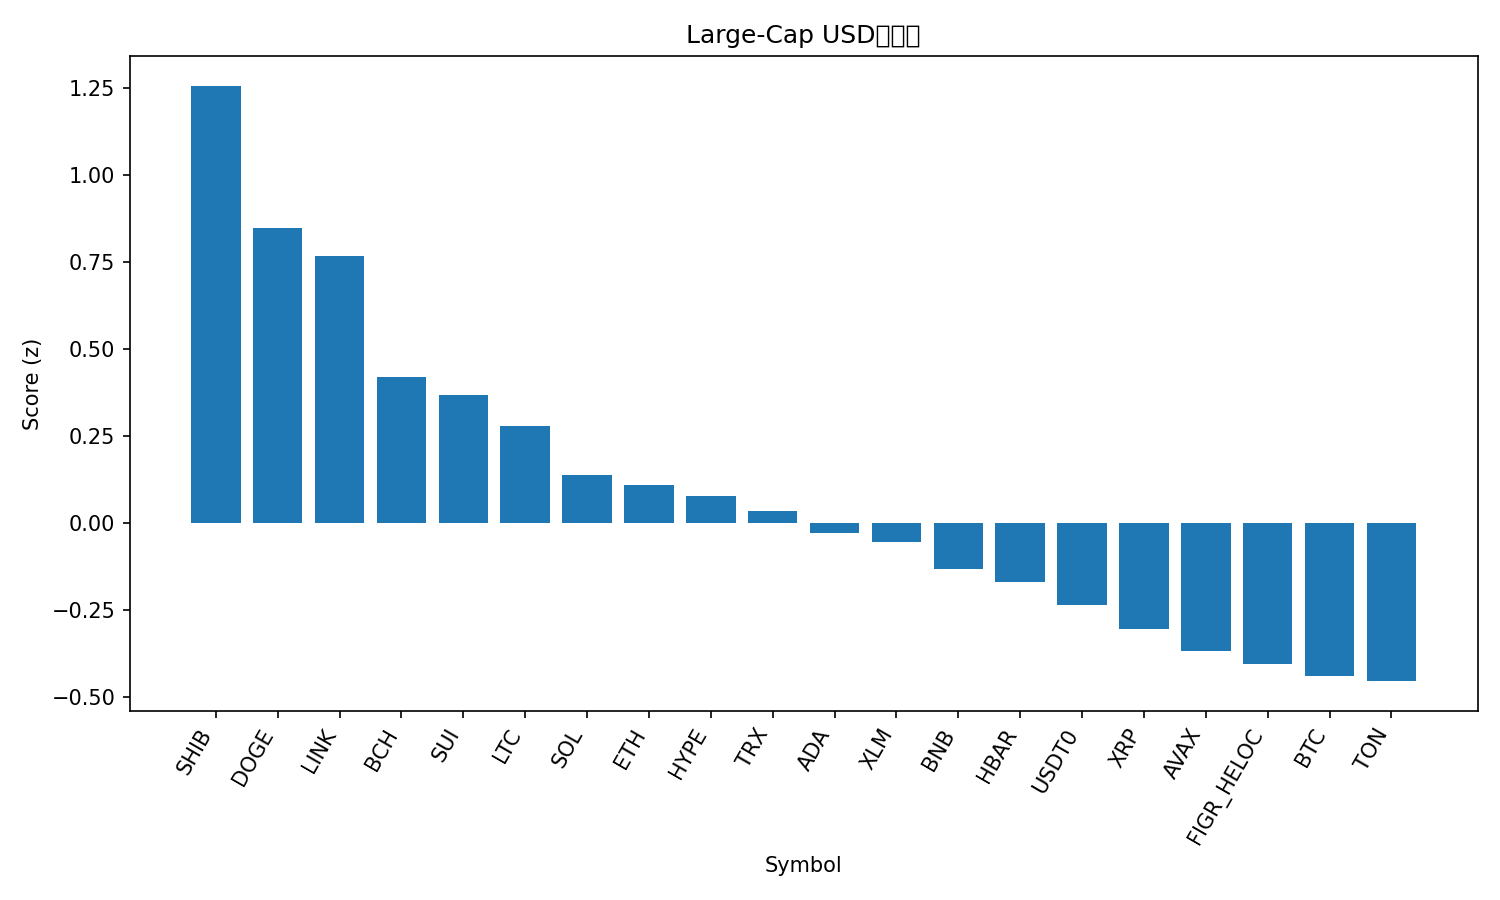 Large-Cap USD
Score (z)
1.25
1.00
0.75
0.50
0.25
0.00
−0.25
−0.50
SHIB
DOGE
LINK
BCH
SUI
LTC
SOL
ETH
HYPE
TRX
ADA
XLM
BNB
HBAR
USDT0
XRP
AVAX
FIGR_HELOC
BTC
TON
Symbol